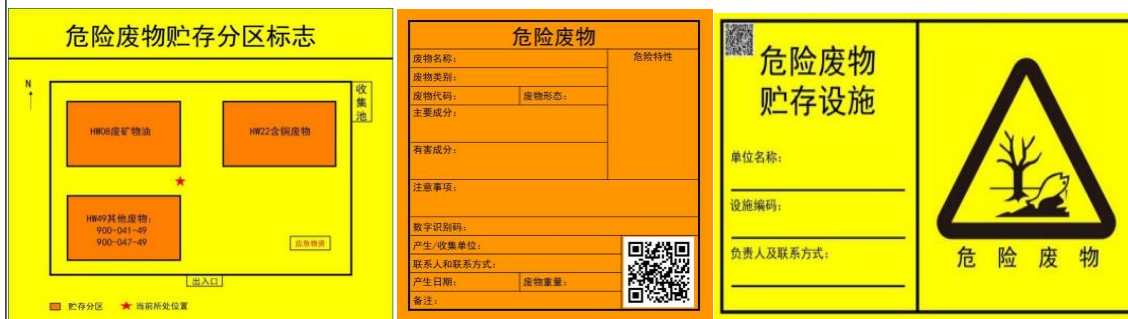 危险废物贮存分区标志
N
收集池
HW08废矿物油
HW22含铜废物
HW49其他废物:
900-041-49
900-047-49
应急物资
出入口
贮存分区
当前所处位置
危险废物
废物名称:
危险特性
废物类别:
废物代码:
废物形态:
主要成分:
有害成分:
注意事项:
数字识别码:
产生/收集单位:
联系人和联系方式:
产生日期:
废物重量:
备注:
危险废物
贮存设施
单位名称:
设施编码:
负责人及联系方式:
危险废物